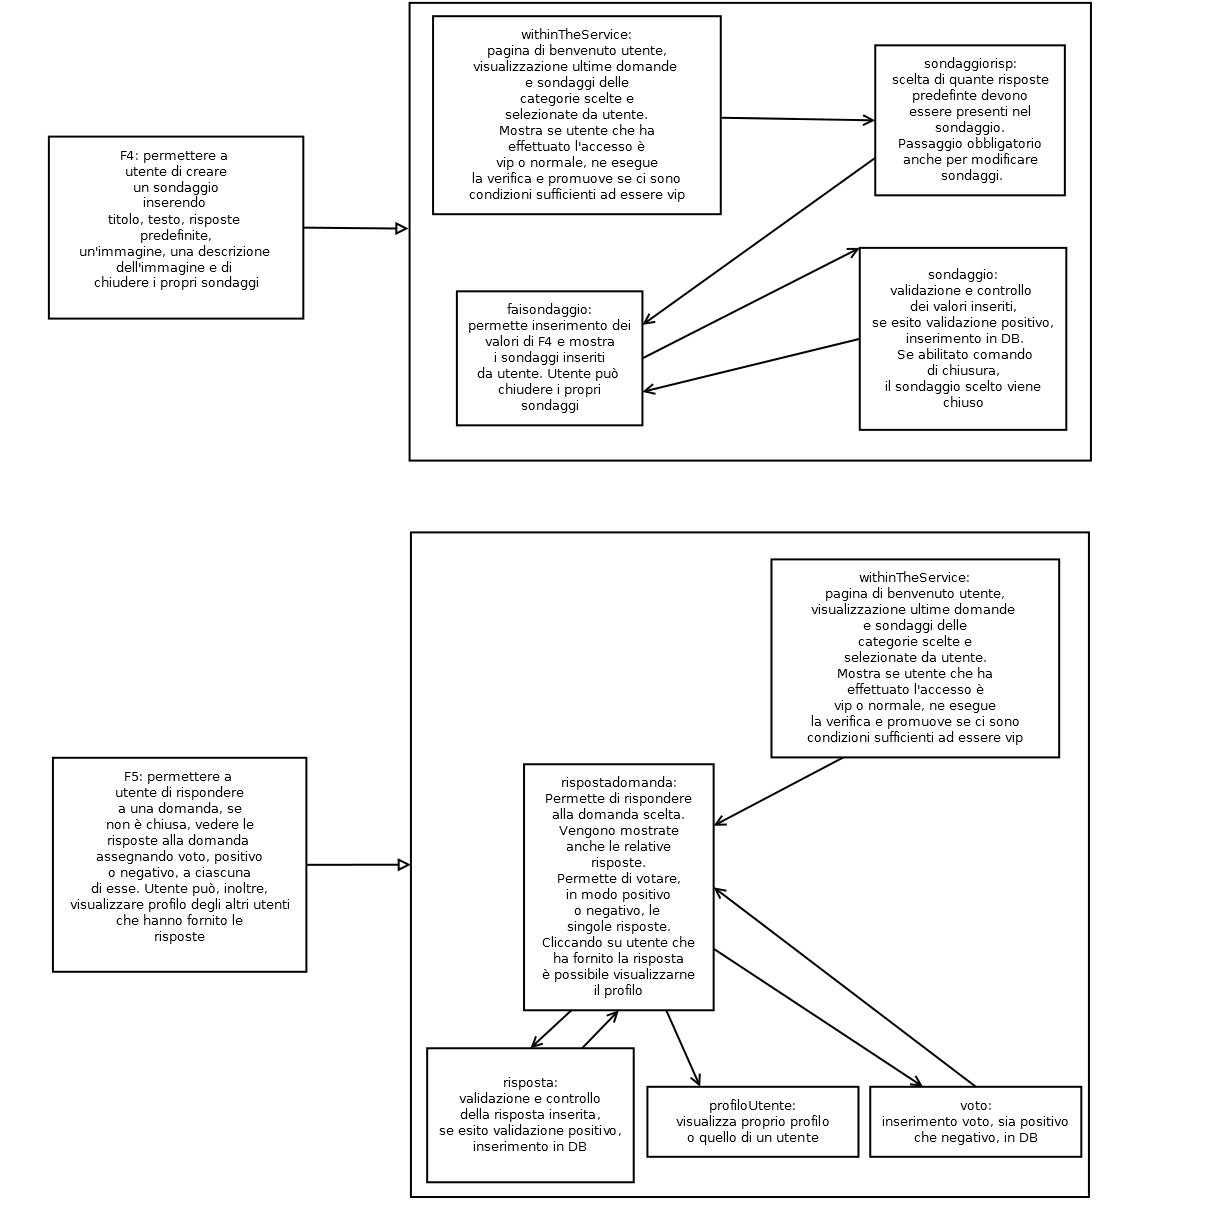 F4: permettere a
utente di creare
un sondaggio
inserendo
titolo, testo, risposte
predefinite,
un'immagine, una descrizione
dell'immagine e di
chiudere i propri sondaggi
withinTheService:
pagina di benvenuto utente,
visualizzazione ultime domande
e sondaggi delle
categorie scelte e
selezionate da utente.
Mostra se utente che ha
effettuato l'accesso è
vip o normale, ne esegue
la verifica e promuove se ci sono
condizioni sufficienti ad essere vip
sondaggiorisp:
scelta di quante risposte
predefinte devono
essere presenti nel
sondaggio.
Passaggio obbligatorio
anche per modificare
sondaggi.
faisondaggio:
permette inserimento dei
valori di F4 e mostra
i sondaggi inseriti
da utente. Utente può
chiudere i propri
sondaggi
sondaggio:
validazione e controllo
dei valori inseriti,
se esito validazione positivo,
inserimento in DB.
Se abilitato comando
di chiusura,
il sondaggio scelto viene
chiuso
F5: permettere a
utente di rispondere
a una domanda, se
non è chiusa, vedere le
risposte alla domanda
assegnando voto, positivo
o negativo, a ciascuna
di esse. Utente può, inoltre,
visualizzare profilo degli altri utenti
che hanno fornito le
risposte
withinTheService:
pagina di benvenuto utente,
visualizzazione ultime domande
e sondaggi delle
categorie scelte e
selezionate da utente.
Mostra se utente che ha
effettuato l'accesso è
vip o normale, ne esegue
la verifica e promuove se ci sono
condizioni sufficienti ad essere vip
rispostadomanda:
Permette di rispondere
alla domanda scelta.
Vengono mostrate
anche le relative
risposte.
Permette di votare,
in modo positivo
o negativo, le
singole risposte.
Cliccando su utente che
ha fornito la risposta
è possibile visualizzarne
il profilo
risposta:
validazione e controllo
della risposta inserita,
se esito validazione positivo,
inserimento in DB
profiloUtente:
visualizza proprio profilo
o quello di un utente
voto:
inserimento voto, sia positivo
che negativo, in DB